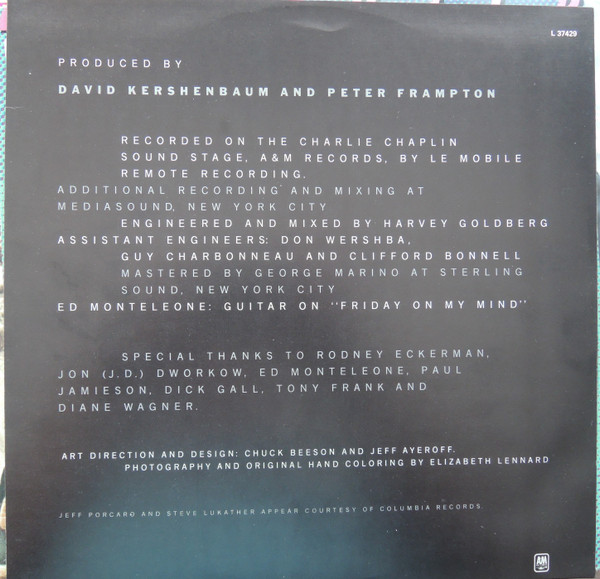 L 37429
PRODUCED BY
DAVID KERSHENBAUM AND PETER FRAMPTON
RECORDED ON THE CHARLIE CHAPLIN
SOUND STAGE, A&M RECORDS, BY LE MOBILE
REMOTE RECORDING.
ADDITIONAL RECORDING AND MIXING AT
MEDIASOUND, NEW YORK CITY
ENGINEERED AND MIXED BY HARVEY GOLDBERG
ASSISTANT ENGINEERS: DON WERSHBA,
GUY CHARBONNEAU AND CLIFFORD BONNELL
MASTERED BY GEORGE MARINO AT STERLING
SOUND, NEW YORK CITY
ED MONTELEONE: GUITAR ON "FRIDAY ON MY MIND"
SPECIAL THANKS TO RODNEY ECKERMAN,
JON (J.D.) DWORKOW, ED MONTELEONE, PAUL
JAMIESON, DICK GALL, TONY FRANK AND
DIANE WAGNER.
ART DIRECTION AND DESIGN: CHUCK BEESON AND JEFF AYEROFF.
PHOTOGRAPHY AND ORIGINAL HAND COLORING BY ELIZABETH LENNARD
JEFF PORCARO AND STEVE LUKATHER APPEAR COURTESY OF COLUMBIA RECORDS.
AM